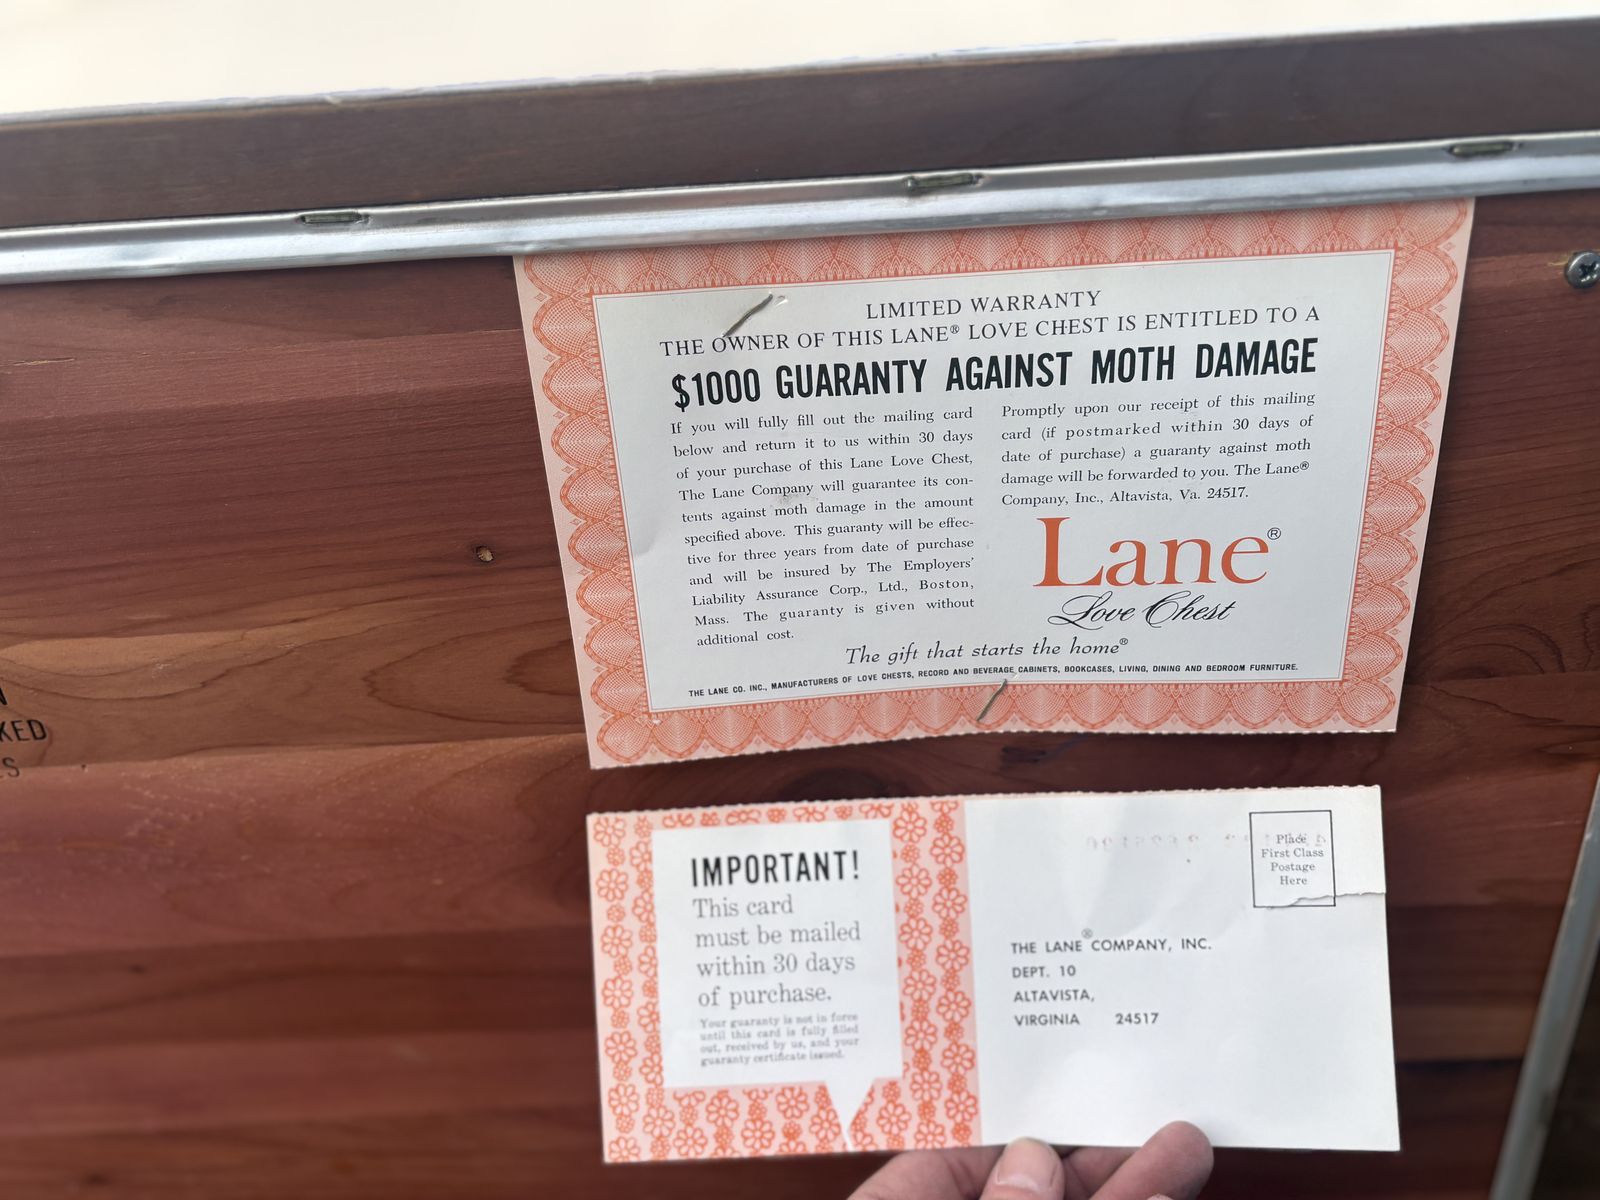 LIMITED WARRANTY
THE OWNER OF THIS LANE® LOVE CHEST IS ENTITLED TO A
$1000 GUARANTY AGAINST MOTH DAMAGE
If you will fully fill out the mailing card
below and return it to us within 30 days
of your purchase of this Lane Love Chest,
The Lane Company will guarantee its con-
tents against moth damage in the amount
specified above. This guaranty will be effec-
tive for three years from date of purchase
and will be insured by The Employers'
Liability Assurance Corp., Ltd., Boston,
Mass. The guaranty is given without
additional cost.
Promptly upon our receipt of this mailing
card (if postmarked within 30 days of
date of purchase) a guaranty against moth
damage will be forwarded to you. The Lane®
Company, Inc., Altavista, Va. 24517.
Lane®
Love Chest
The gift that starts the home®
THE LANE CO. INC., MANUFACTURERS OF LOVE CHESTS, RECORD AND BEVERAGE CABINETS, BOOKCASES, LIVING, DINING AND BEDROOM FURNITURE.
KED
S
IMPORTANT!
This card
must be mailed
within 30 days
of purchase.
Your guaranty is not in force
until this card is fully filled
out, received by us, and your
guaranty certificate issued.
Place
First Class
Postage
Here
THE LANE® COMPANY, INC.
DEPT. 10
ALTAVISTA,
VIRGINIA 24517